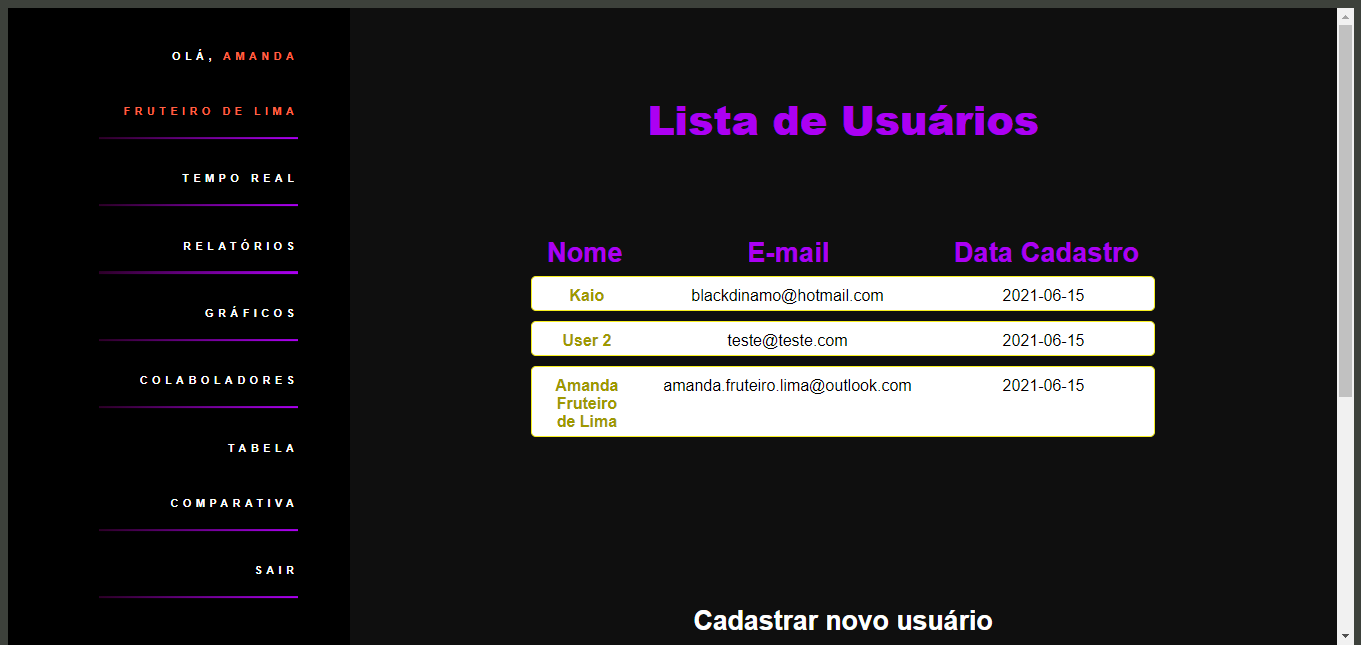 OLÁ, AMANDA
FRUTEIRO DE LIMA
TEMPO REAL
RELATÓRIOS
GRÁFICOS
COLABOLADORES
TABELA
COMPARATIVA
SAIR
Lista de Usuários
Nome E-mail Data Cadastro
Kaio blackdinamo@hotmail.com 2021-06-15
User 2 teste@teste.com 2021-06-15
Amanda amanda.fruteiro.lima@outlook.com 2021-06-15
Fruteiro
de Lima
Cadastrar novo usuário